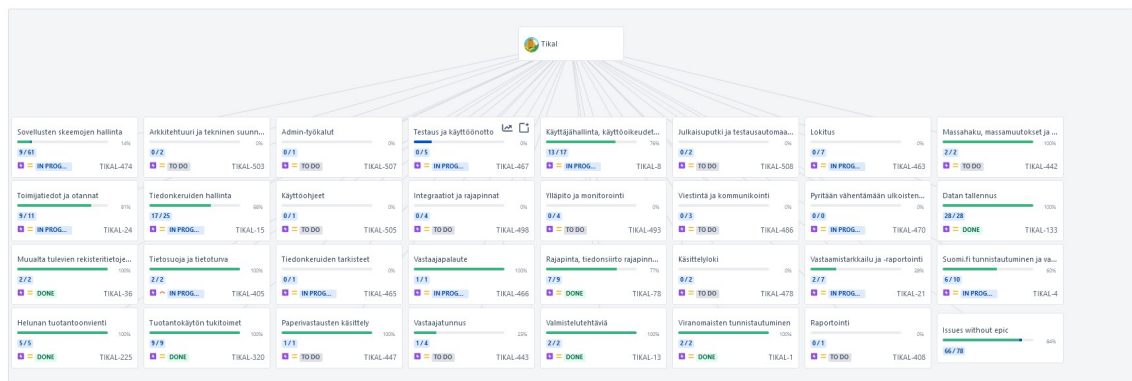 Tikal
Sovellusten skeemojen hallinta
14%
9/61
IN PROG... TIKAL-474
Arkkitehtuuri ja tekninen suunn...
0%
0/2
TO DO TIKAL-503
Admin-työkalut
0%
0/1
TO DO TIKAL-507
Testaus ja käyttöönotto
0%
0/5
IN PROG... TIKAL-467
Käyttäjähallinta, käyttöoikeudet...
76%
13/17
IN PROG... TIKAL-8
Julkaisuputki ja testausautomaa...
0%
0/2
TO DO TIKAL-508
Lokitus
0%
0/7
IN PROG... TIKAL-463
Massahaku, massamuutokset ja ...
100%
2/2
TO DO TIKAL-442
Toimijatiedot ja otannat
81%
9/11
IN PROG... TIKAL-24
Tiedonkeruiden hallinta
68%
17/25
IN PROG... TIKAL-15
Käyttöohjeet
0%
0/1
TO DO TIKAL-505
Integraatiot ja rajapinnat
0%
0/4
TO DO TIKAL-498
Ylläpito ja monitorointi
0%
0/4
TO DO TIKAL-493
Viestintä ja kommunikointi
0%
0/3
TO DO TIKAL-486
Pyritään vähentämään ulkoisten...
0%
0/0
IN PROG... TIKAL-470
Datan tallennus
100%
28/28
DONE TIKAL-133
Muualta tulevien rekisteritietoje...
100%
2/2
DONE TIKAL-36
Tietosuoja ja tietoturva
100%
2/2
IN PROG... TIKAL-405
Tiedonkeruiden tarkisteet
0%
0/1
IN PROG... TIKAL-465
Vastaajapalaute
100%
1/1
IN PROG... TIKAL-466
Rajapinta, tiedonsiirto rajapinn...
77%
7/9
DONE TIKAL-78
Käsittelyloki
0%
0/2
TO DO TIKAL-478
Vastaamistarkkailu ja -raportointi
28%
2/7
IN PROG... TIKAL-21
Suomi.fi tunnistautuminen ja va...
60%
6/10
IN PROG... TIKAL-4
Helunan tuotantoonvienti
100%
5/5
DONE TIKAL-225
Tuotantokäytön tukitoimet
100%
9/9
DONE TIKAL-320
Paperivastausten käsittely
100%
1/1
TO DO TIKAL-447
Vastaajatunnus
25%
1/4
TO DO TIKAL-443
Valmistelutehtäviä
100%
2/2
DONE TIKAL-13
Viranomaisten tunnistautuminen
100%
2/2
DONE TIKAL-1
Raportointi
0%
0/1
TO DO TIKAL-408
Issues without epic
84%
66/78